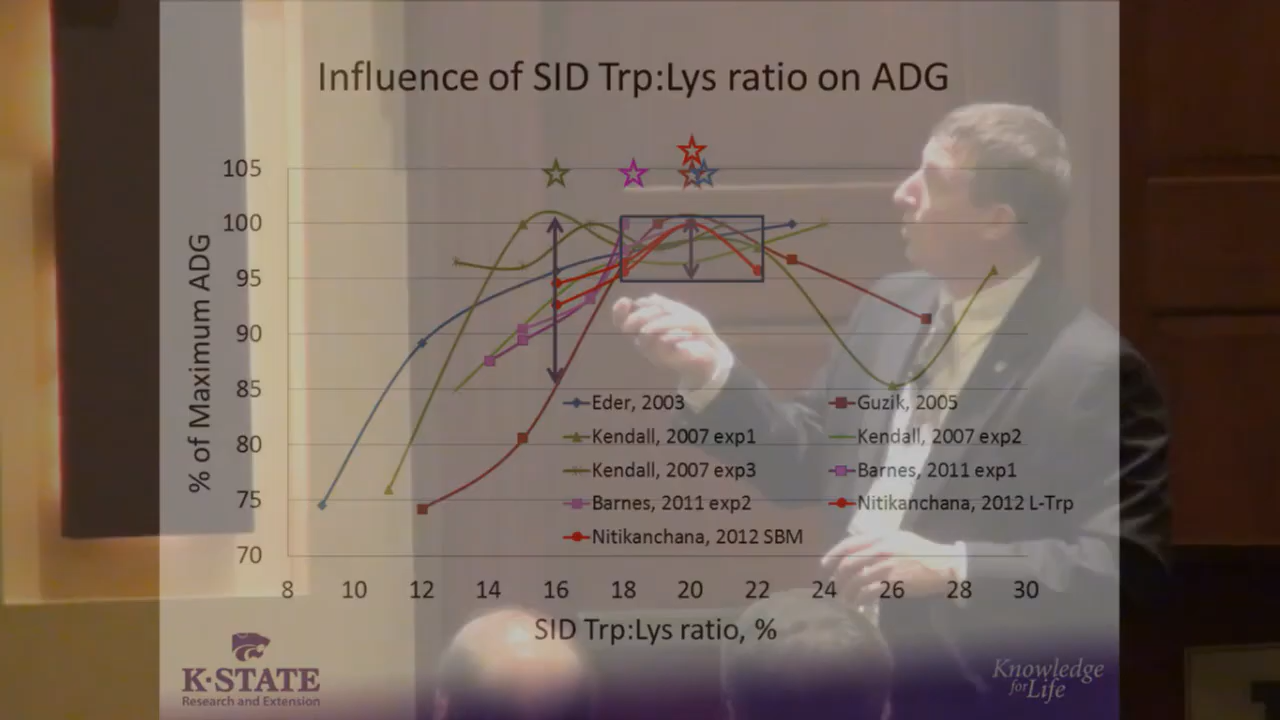 Influence of SID Trp:Lys ratio on ADG
% of Maximum ADG
105
100
95
90
85
80
75
70
Eder, 2003
Guzik, 2005
Kendall, 2007 exp1
Kendall, 2007 exp2
Kendall, 2007 exp3
Barnes, 2011 exp1
Barnes, 2011 exp2
Nitikanchana, 2012 L-Trp
Nitikanchana, 2012 SBM
8 10 12 14 16 18 20 22 24 26 28 30
SID Trp:Lys ratio, %
K-STATE
Research and Extension
Knowledge
for Life